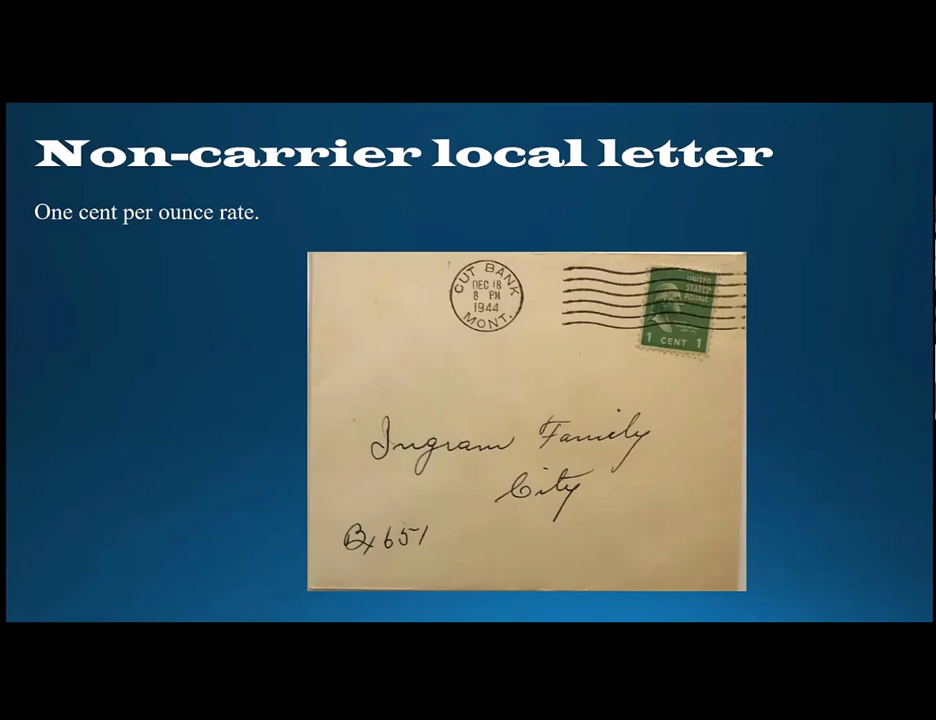 Non-carrier local letter
One cent per ounce rate.
CUT BANK
DEC 18
8 PM
1944
MONT.
UNITED
STATES
POSTAGE
1 CENT 1
Ingram Family
City
Bx 651